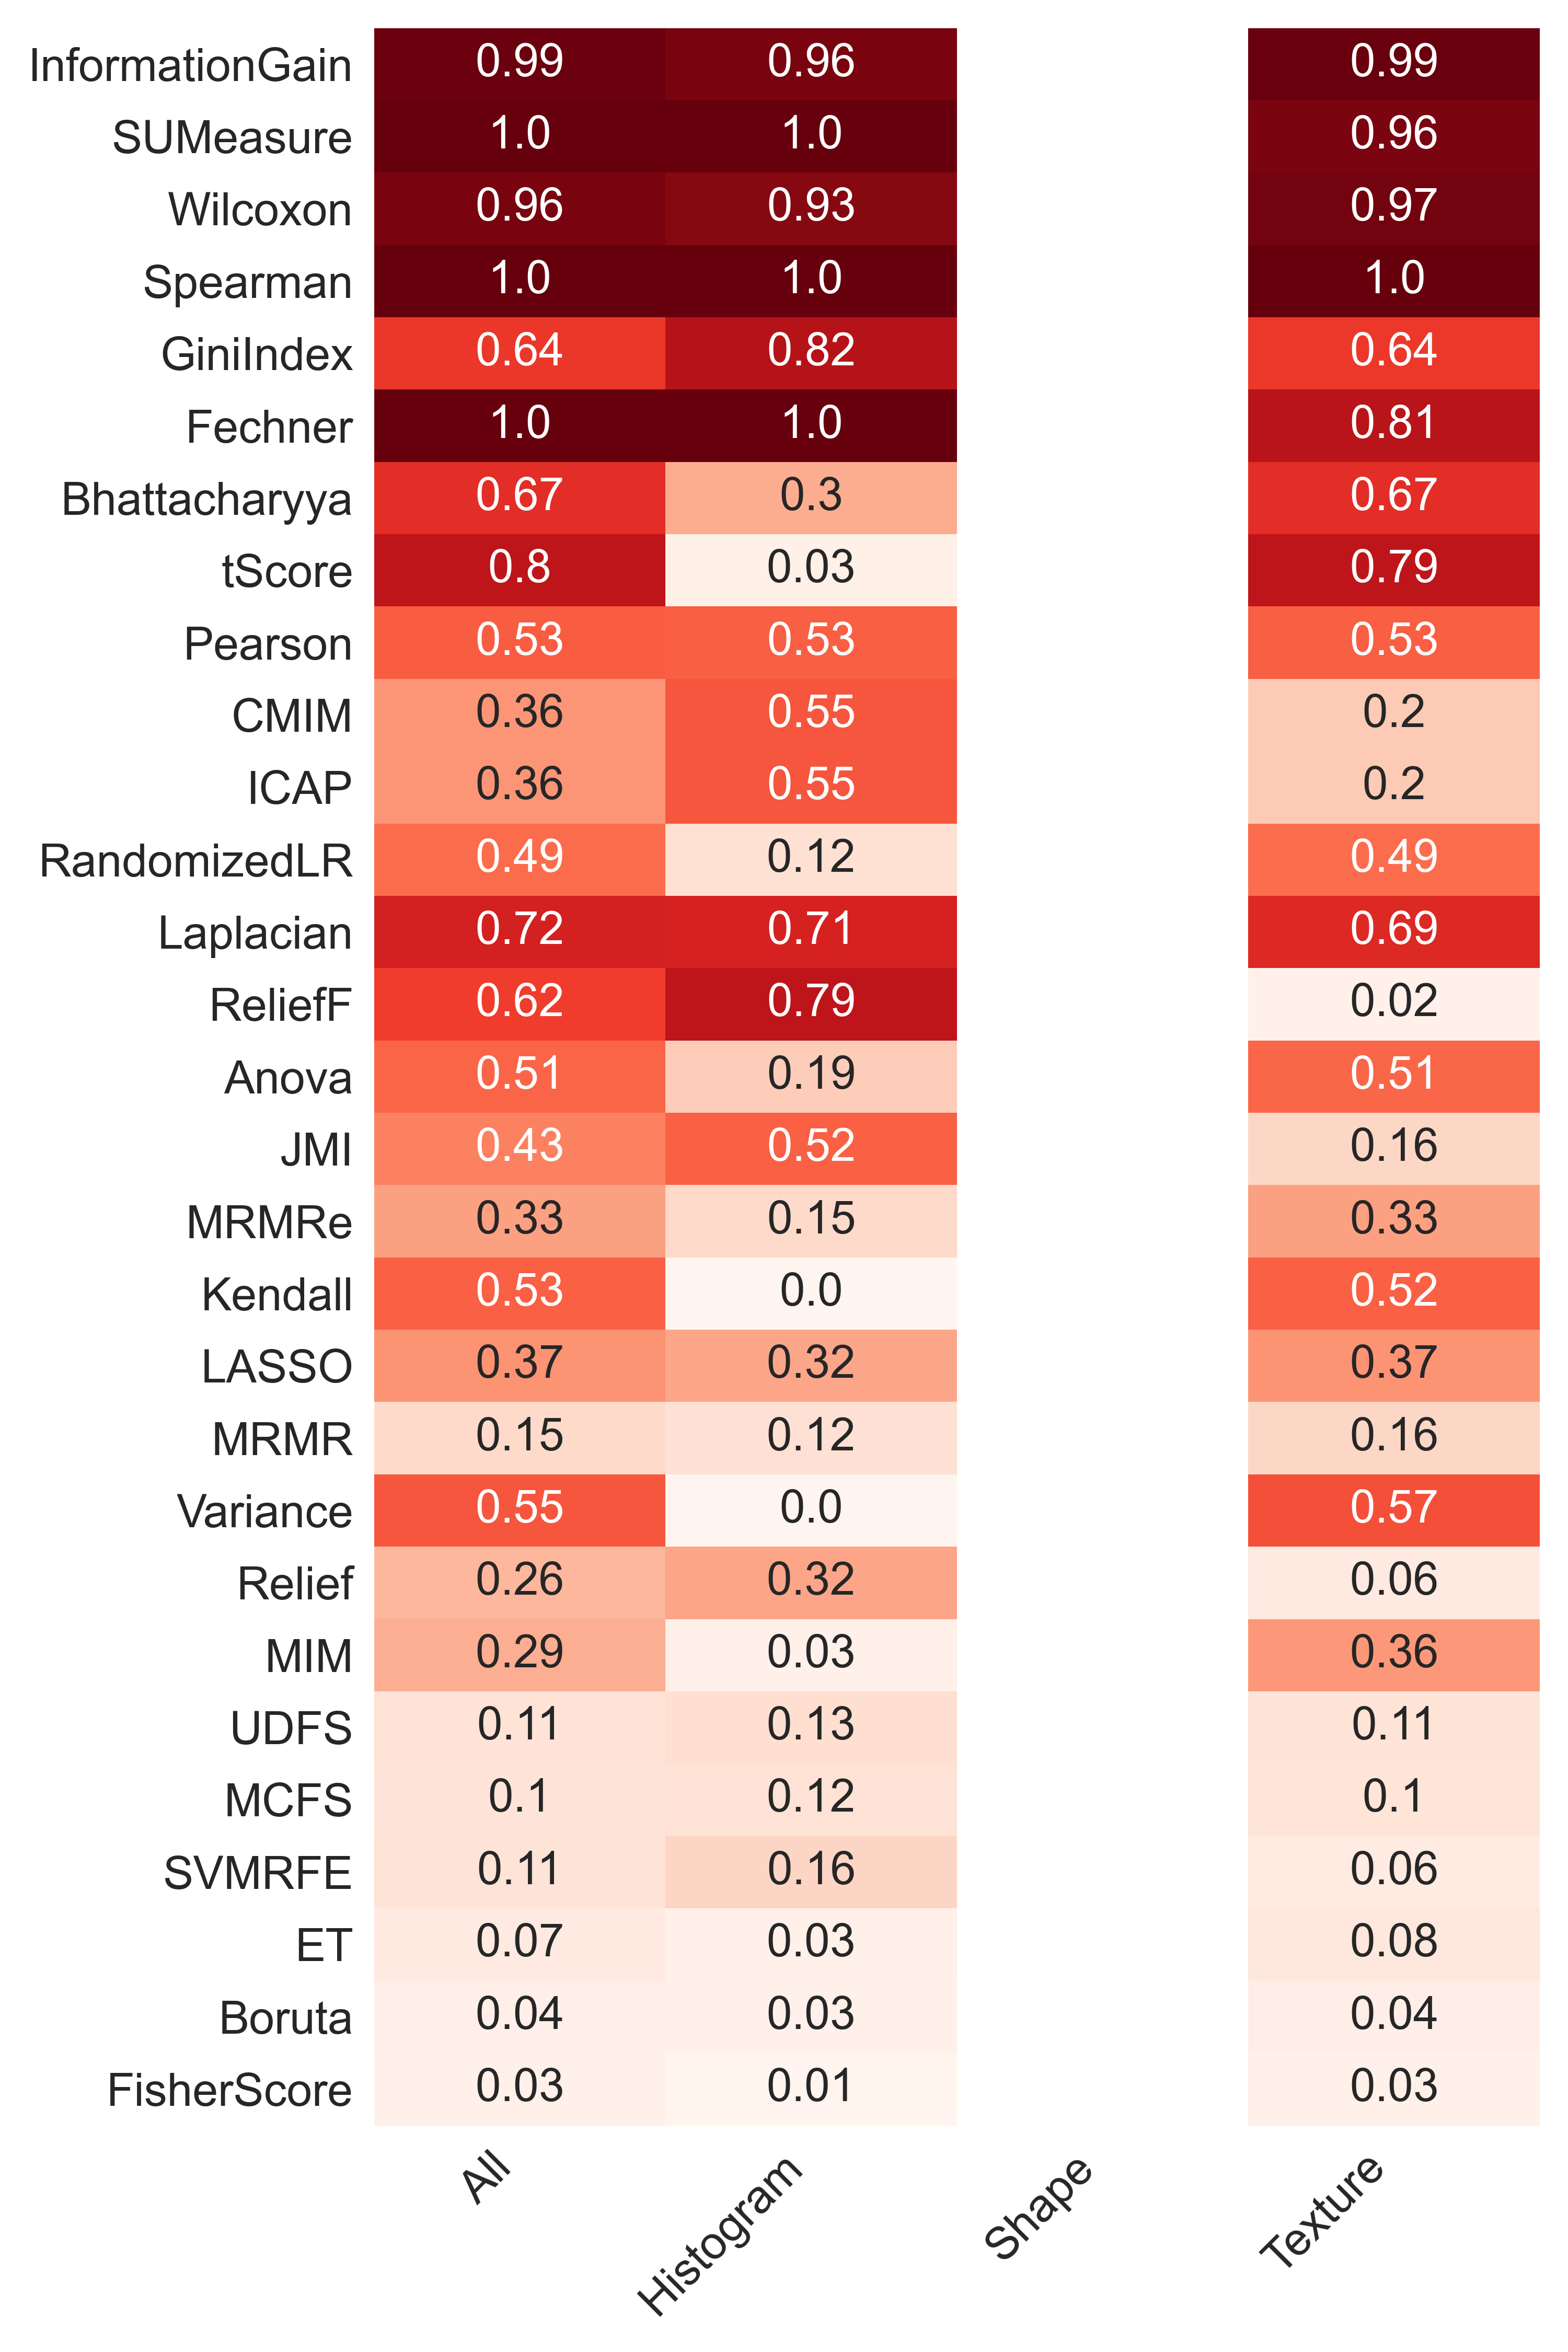 InformationGain 0.99 0.96 0.99
SUMeasure 1.0 1.0 0.96
Wilcoxon 0.96 0.93 0.97
Spearman 1.0 1.0 1.0
GiniIndex 0.64 0.82 0.64
Fechner 1.0 1.0 0.81
Bhattacharyya 0.67 0.3 0.67
tScore 0.8 0.03 0.79
Pearson 0.53 0.53 0.53
CMIM 0.36 0.55 0.2
ICAP 0.36 0.55 0.2
RandomizedLR 0.49 0.12 0.49
Laplacian 0.72 0.71 0.69
ReliefF 0.62 0.79 0.02
Anova 0.51 0.19 0.51
JMI 0.43 0.52 0.16
MRMRe 0.33 0.15 0.33
Kendall 0.53 0.0 0.52
LASSO 0.37 0.32 0.37
MRMR 0.15 0.12 0.16
Variance 0.55 0.0 0.57
Relief 0.26 0.32 0.06
MIM 0.29 0.03 0.36
UDFS 0.11 0.13 0.11
MCFS 0.1 0.12 0.1
SVMRFE 0.11 0.16 0.06
ET 0.07 0.03 0.08
Boruta 0.04 0.03 0.04
FisherScore 0.03 0.01 0.03
All Histogram Shape Texture